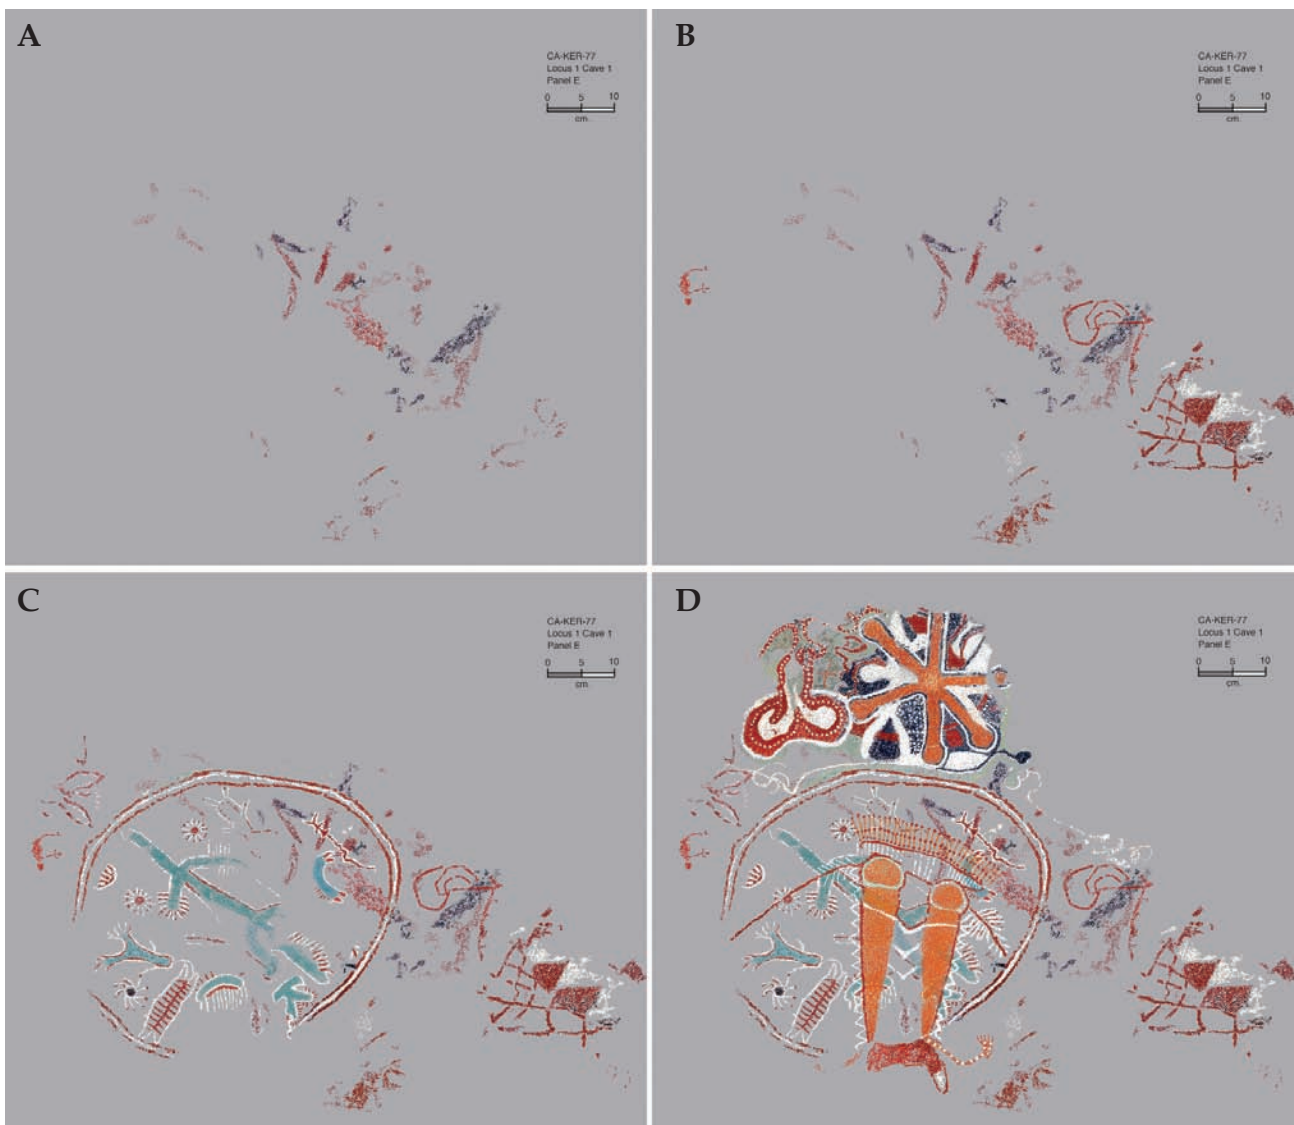 A
CA-KER-77
Locus 1 Cave 1
Panel E
0 5 10
cm.
B
CA-KER-77
Locus 1 Cave 1
Panel E
0 5 10
cm.
C
CA-KER-77
Locus 1 Cave 1
Panel E
0 5 10
cm.
D
CA-KER-77
Locus 1 Cave 1
Panel E
0 5 10
cm.